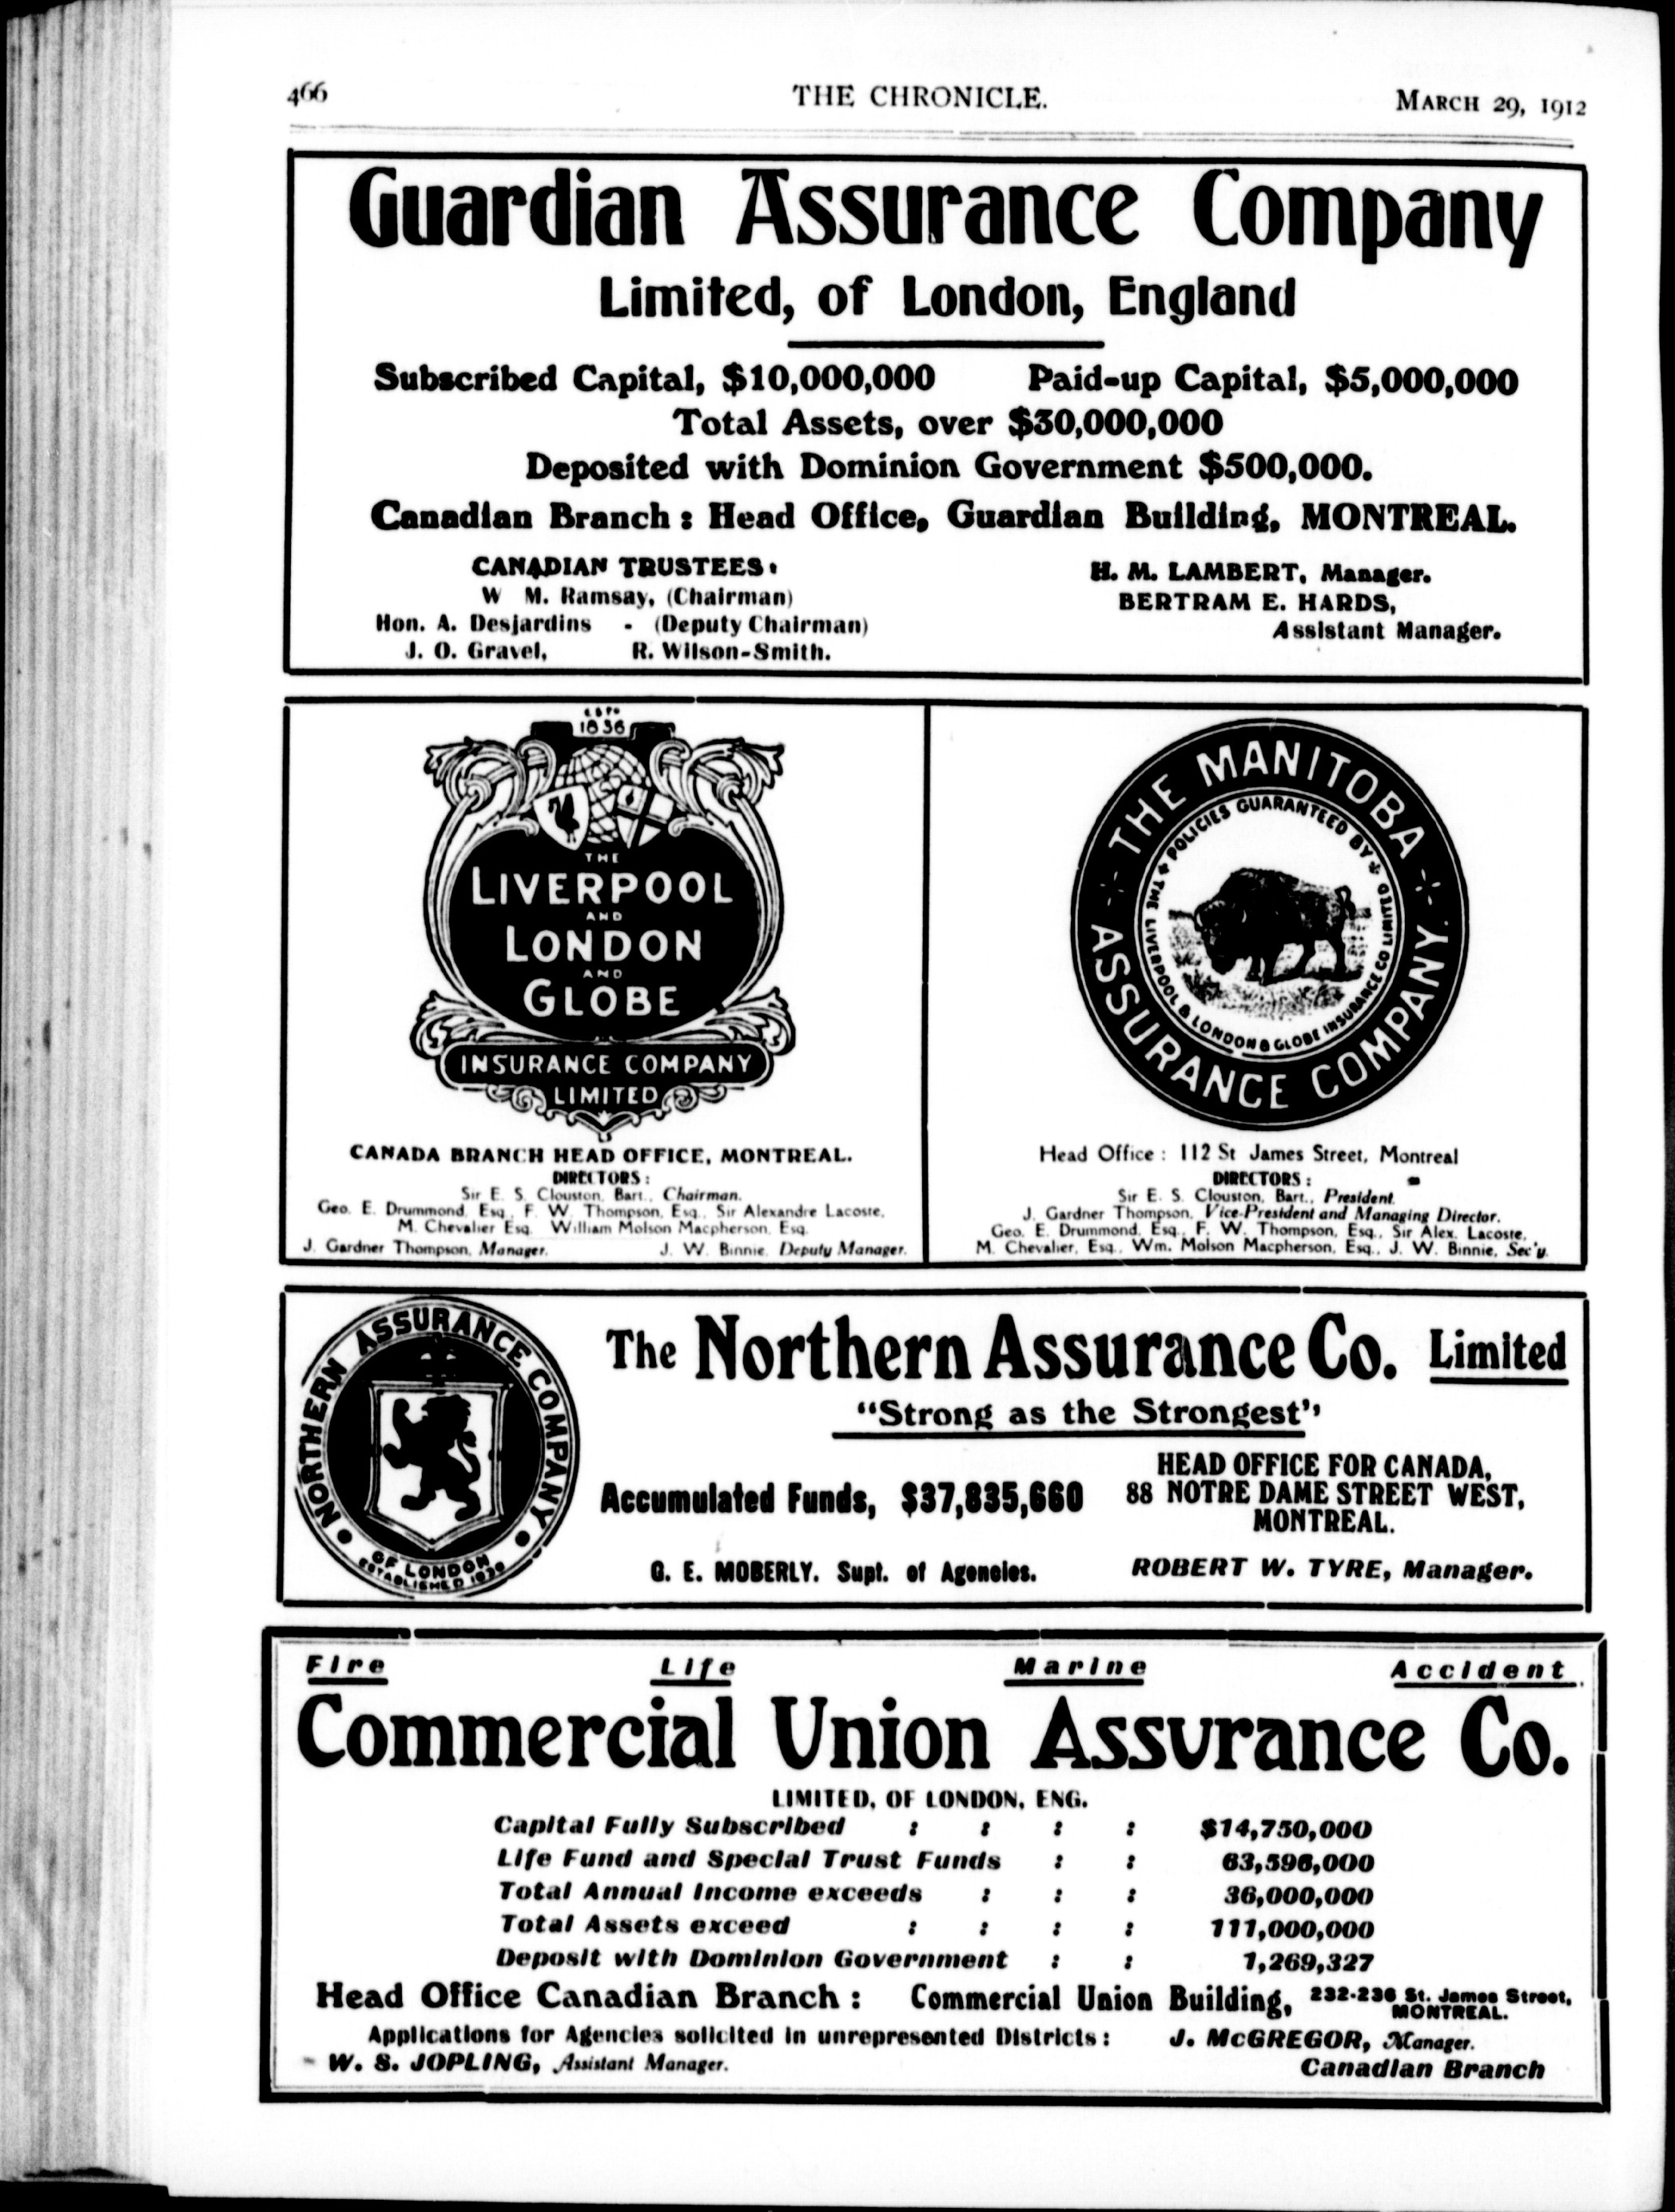 466 THE CHRONICLE. MARCH 29, 1912
Guardian Assurance Company
Limited, of London, England
Subscribed Capital, $10,000,000 Paid-up Capital, $5,000,000
Total Assets, over $30,000,000
Deposited with Dominion Government $500,000.
Canadian Branch : Head Office, Guardian Building, MONTREAL.
CANADIAN TRUSTEES :
W M. Ramsay, (Chairman)
Hon. A. Desjardins - (Deputy Chairman)
J. O. Gravel, R. Wilson-Smith.
H. M. LAMBERT, Manager.
BERTRAM E. HARDS,
Assistant Manager.
ESTD
1836
THE
LIVERPOOL
AND
LONDON
AND
GLOBE
INSURANCE COMPANY
LIMITED
CANADA BRANCH HEAD OFFICE, MONTREAL.
DIRECTORS :
Sir E. S. Clouston, Bart., Chairman.
Geo. E. Drummond, Esq., F. W. Thompson, Esq., Sir Alexandre Lacoste,
M. Chevalier Esq. William Molson Macpherson, Esq.
J. Gardner Thompson, Manager. J. W. Binnie, Deputy Manager.
THE MANITOBA
ASSURANCE COMPANY.
POLICIES GUARANTEED BY
THE LIVERPOOL & LONDON & GLOBE INSURANCE CO LIMITED
Head Office : 112 St James Street, Montreal
DIRECTORS :
Sir E. S. Clouston, Bart., President.
J. Gardner Thompson, Vice-President and Managing Director.
Geo. E. Drummond, Esq., F. W. Thompson, Esq., Sir Alex. Lacoste,
M. Chevalier, Esq., Wm. Molson Macpherson, Esq., J. W. Binnie, Sec'y.
NORTHERN ASSURANCE COMPANY
OF LONDON
ESTABLISHED 1836
The Northern Assurance Co. Limited
"Strong as the Strongest"
Accumulated Funds, $37,835,660
HEAD OFFICE FOR CANADA,
88 NOTRE DAME STREET WEST,
MONTREAL.
G. E. MOBERLY. Supt. of Agencies. ROBERT W. TYRE, Manager.
Fire Life Marine Accident
Commercial Union Assurance Co.
LIMITED, OF LONDON, ENG.
Capital Fully Subscribed : : : : $14,750,000
Life Fund and Special Trust Funds : : 63,596,000
Total Annual Income exceeds : : : 36,000,000
Total Assets exceed : : : : 111,000,000
Deposit with Dominion Government : : 1,269,327
Head Office Canadian Branch : Commercial Union Building, 232-236 St. James Street,
MONTREAL.
Applications for Agencies solicited in unrepresented Districts : J. McGREGOR, Manager.
W. S. JOPLING, Assistant Manager. Canadian Branch